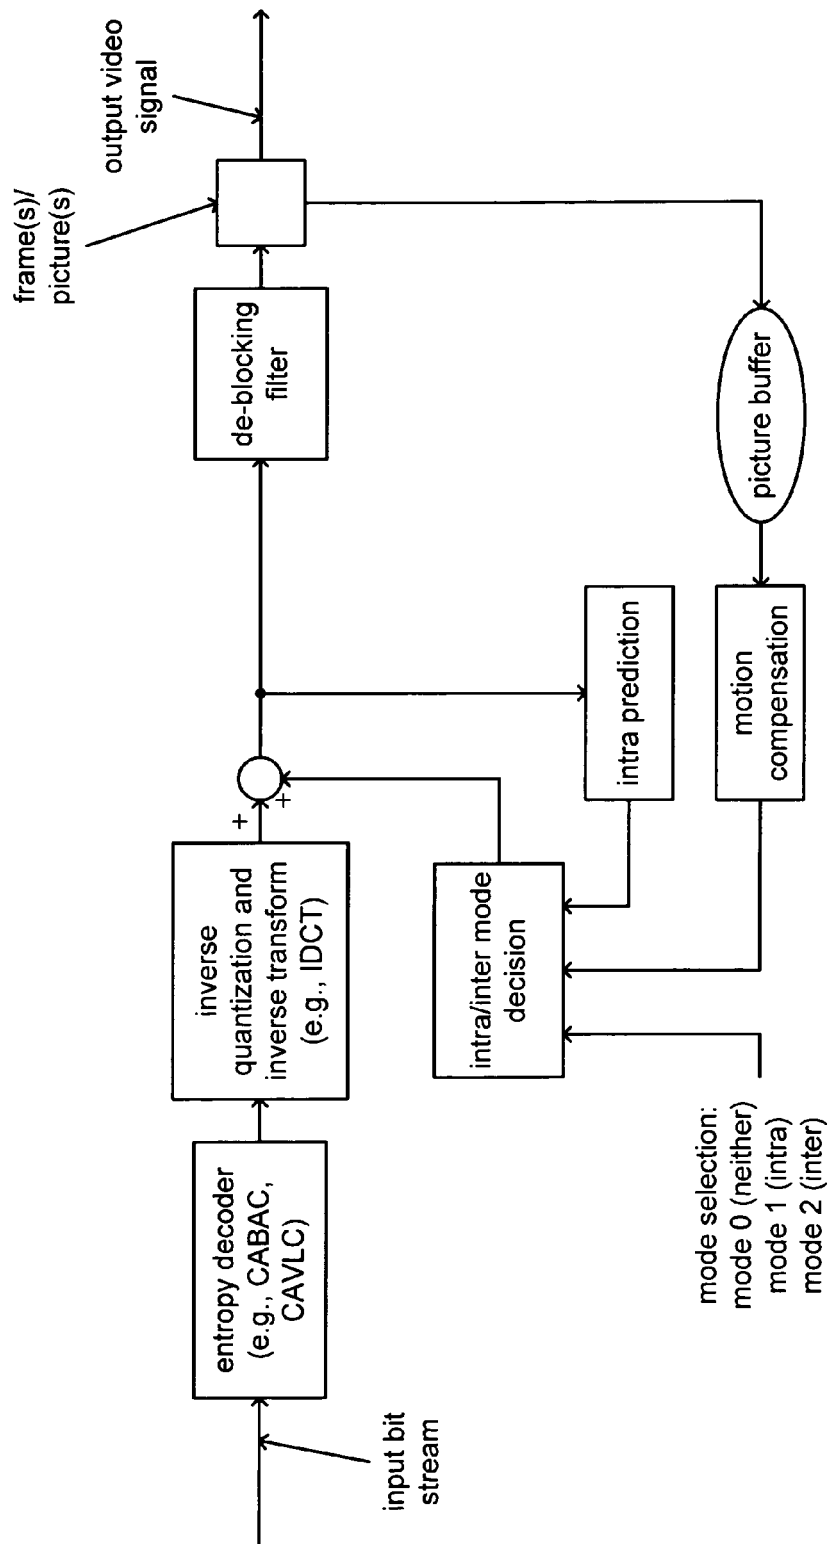 input bit
stream
entropy decoder
(e.g., CABAC,
CAVLC)
inverse
quantization and
inverse transform
(e.g., IDCT)
+
+
de-blocking
filter
frame(s)/
picture(s)
output video
signal
intra/inter mode
decision
intra prediction
mode selection:
mode 0 (neither)
mode 1 (intra)
mode 2 (inter)
motion
compensation
picture buffer